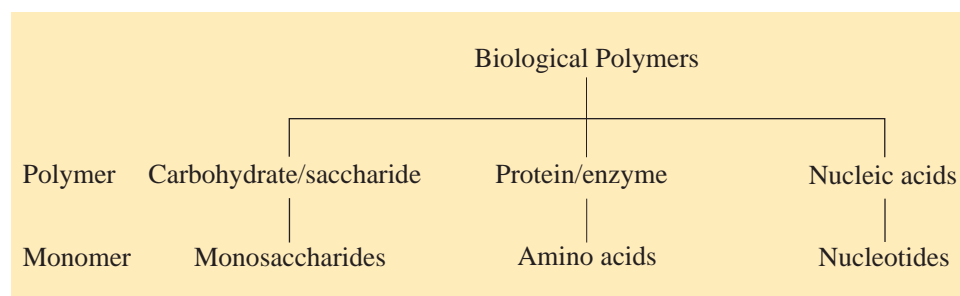 Biological Polymers
Polymer Carbohydrate/saccharide Protein/enzyme Nucleic acids
Monomer Monosaccharides Amino acids Nucleotides